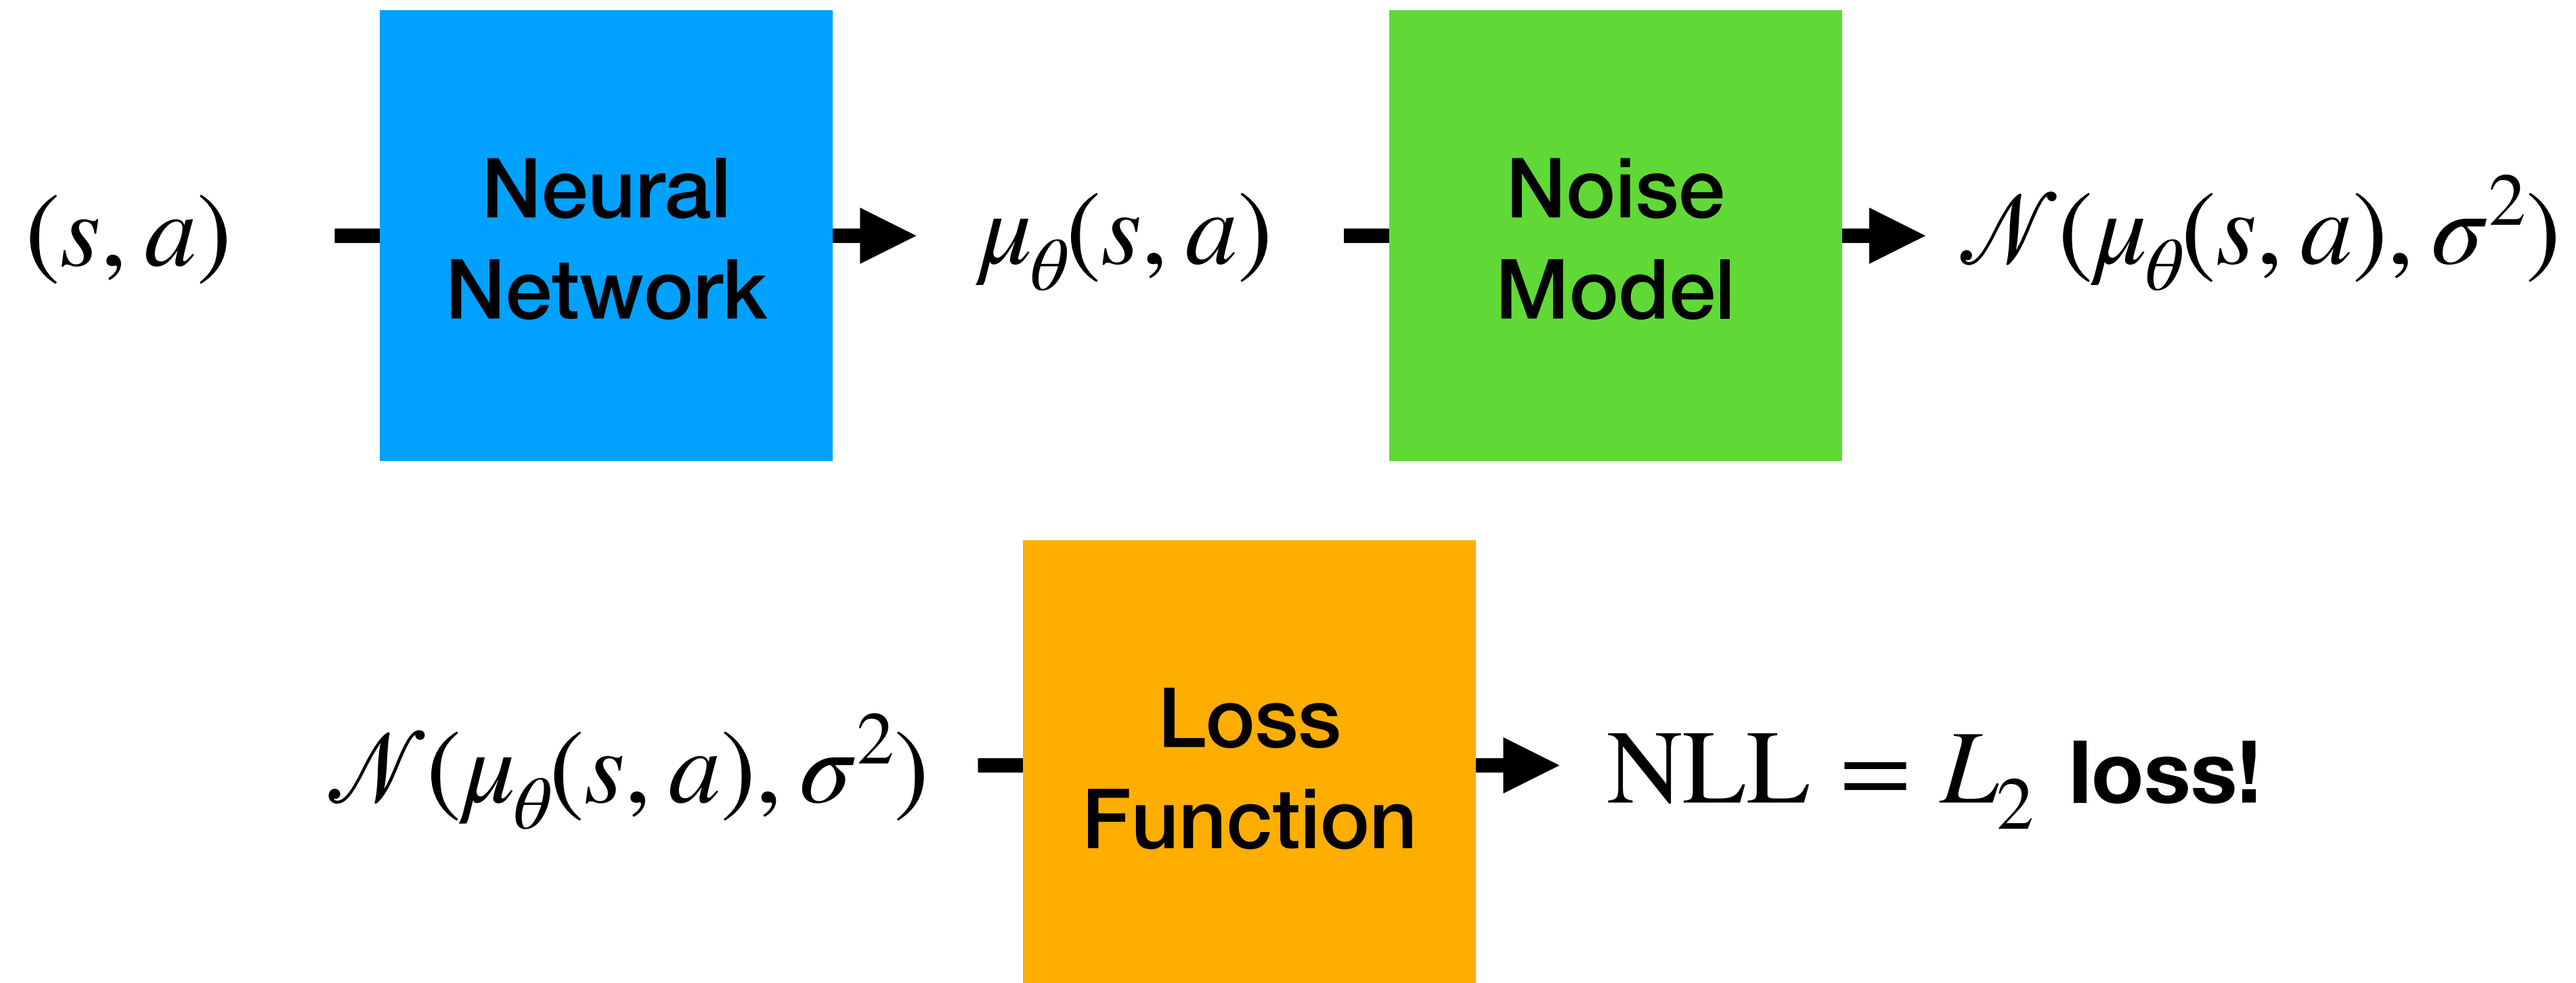 (s, a)
Neural
Network
μθ(s, a)
Noise
Model
𝒩(μθ(s, a), σ²)
𝒩(μθ(s, a), σ²)
Loss
Function
NLL = L₂ loss!